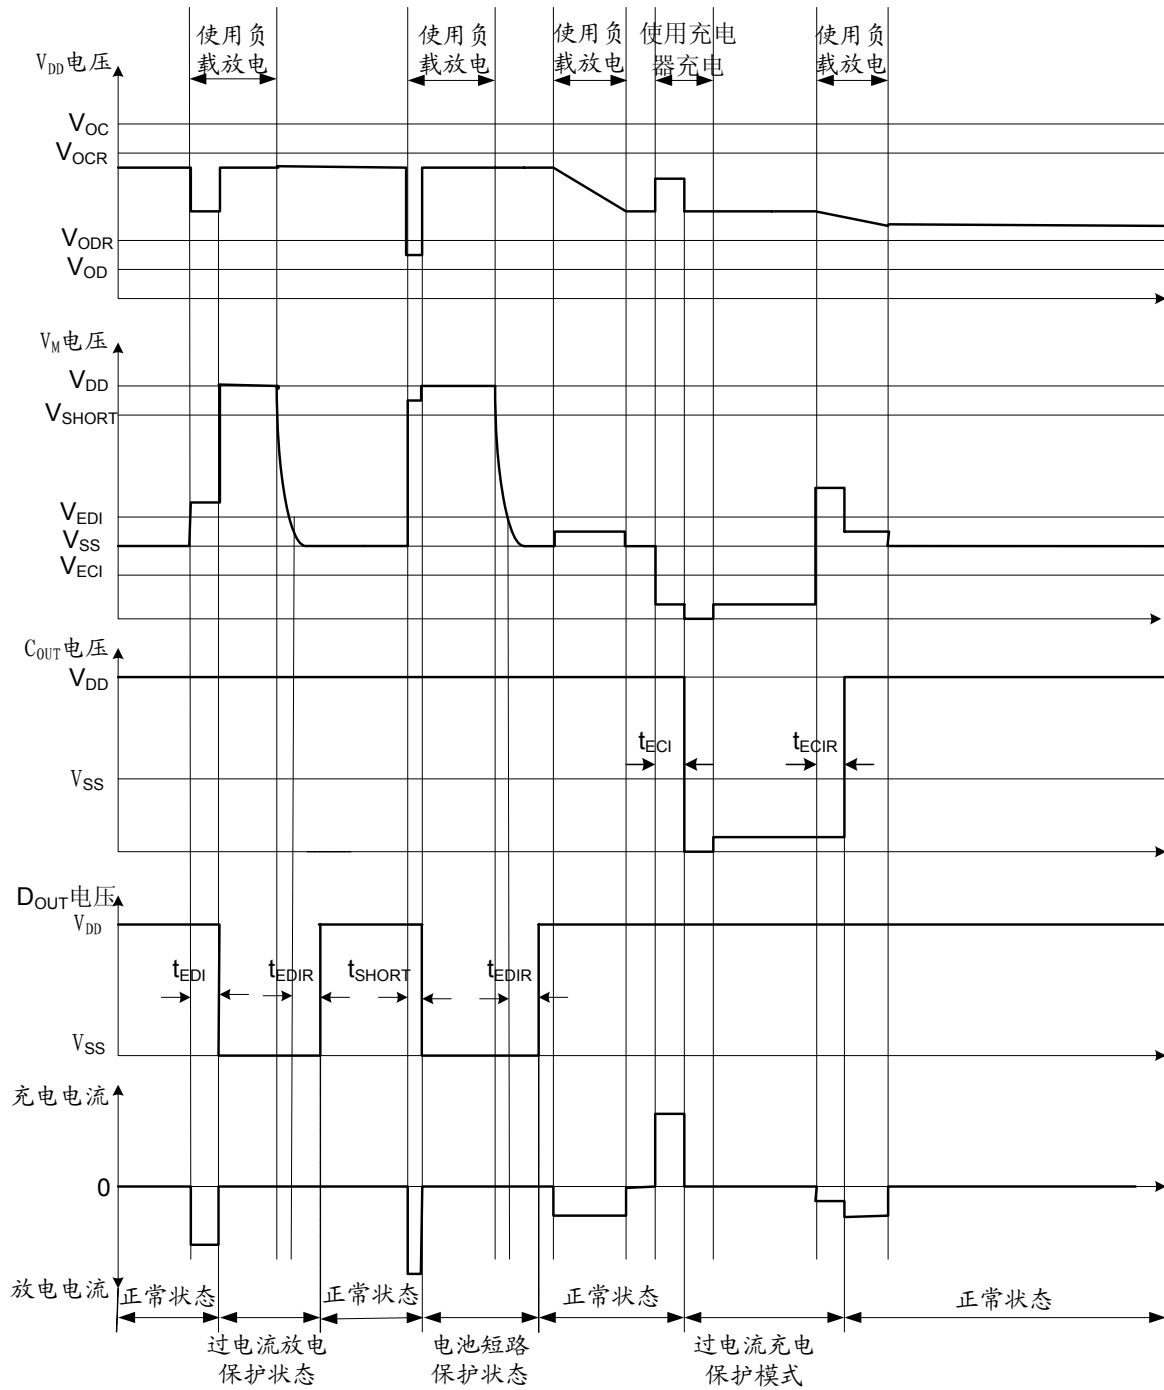 使用负
载放电
使用负
载放电
使用负
载放电
使用充电
器充电
使用负
载放电
VDD电压
VOC
VOCR
VODR
VOD
VM电压
VDD
VSHORT
VEDI
VSS
VECI
COUT电压
VDD
tECI
tECIR
VSS
DOUT电压
VDD
tEDI
tEDIR
tSHORT
tEDIR
VSS
充电电流
0
放电电流
正常状态
过电流放电
保护状态
正常状态
电池短路
保护状态
正常状态
过电流充电
保护模式
正常状态